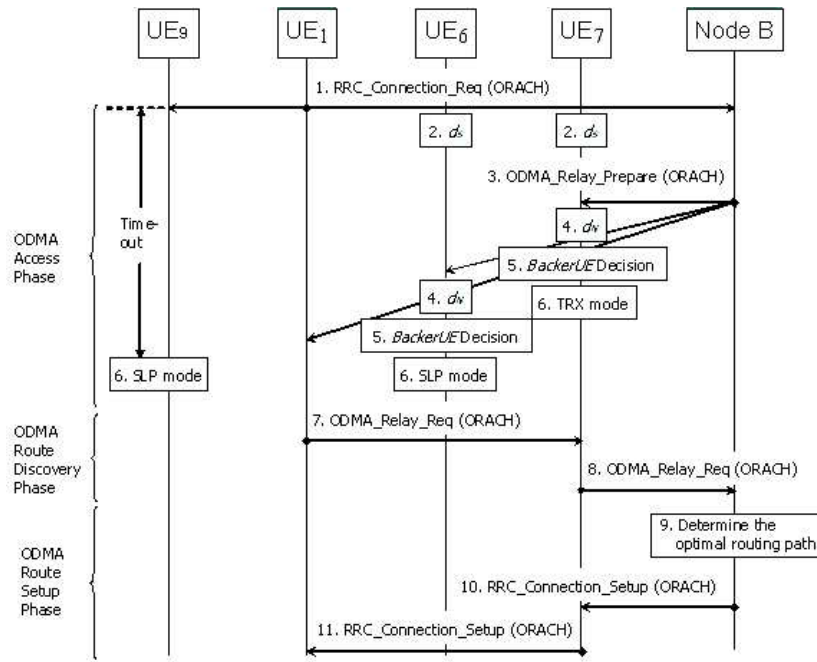 UE9 UE1 UE6 UE7 Node B
1. RRC_Connection_Req (ORACH)
2. ds 2. ds
3. ODMA_Relay_Prepare (ORACH)
Time-
out
4. dN
ODMA
Access
Phase
5. BackerUE Decision
4. dN
6. TRX mode
5. BackerUE Decision
6. SLP mode 6. SLP mode
7. ODMA_Relay_Req (ORACH)
ODMA
Route
Discovery
Phase
8. ODMA_Relay_Req (ORACH)
9. Determine the
optimal routing path
ODMA
Route
Setup
Phase
10. RRC_Connection_Setup (ORACH)
11. RRC_Connection_Setup (ORACH)